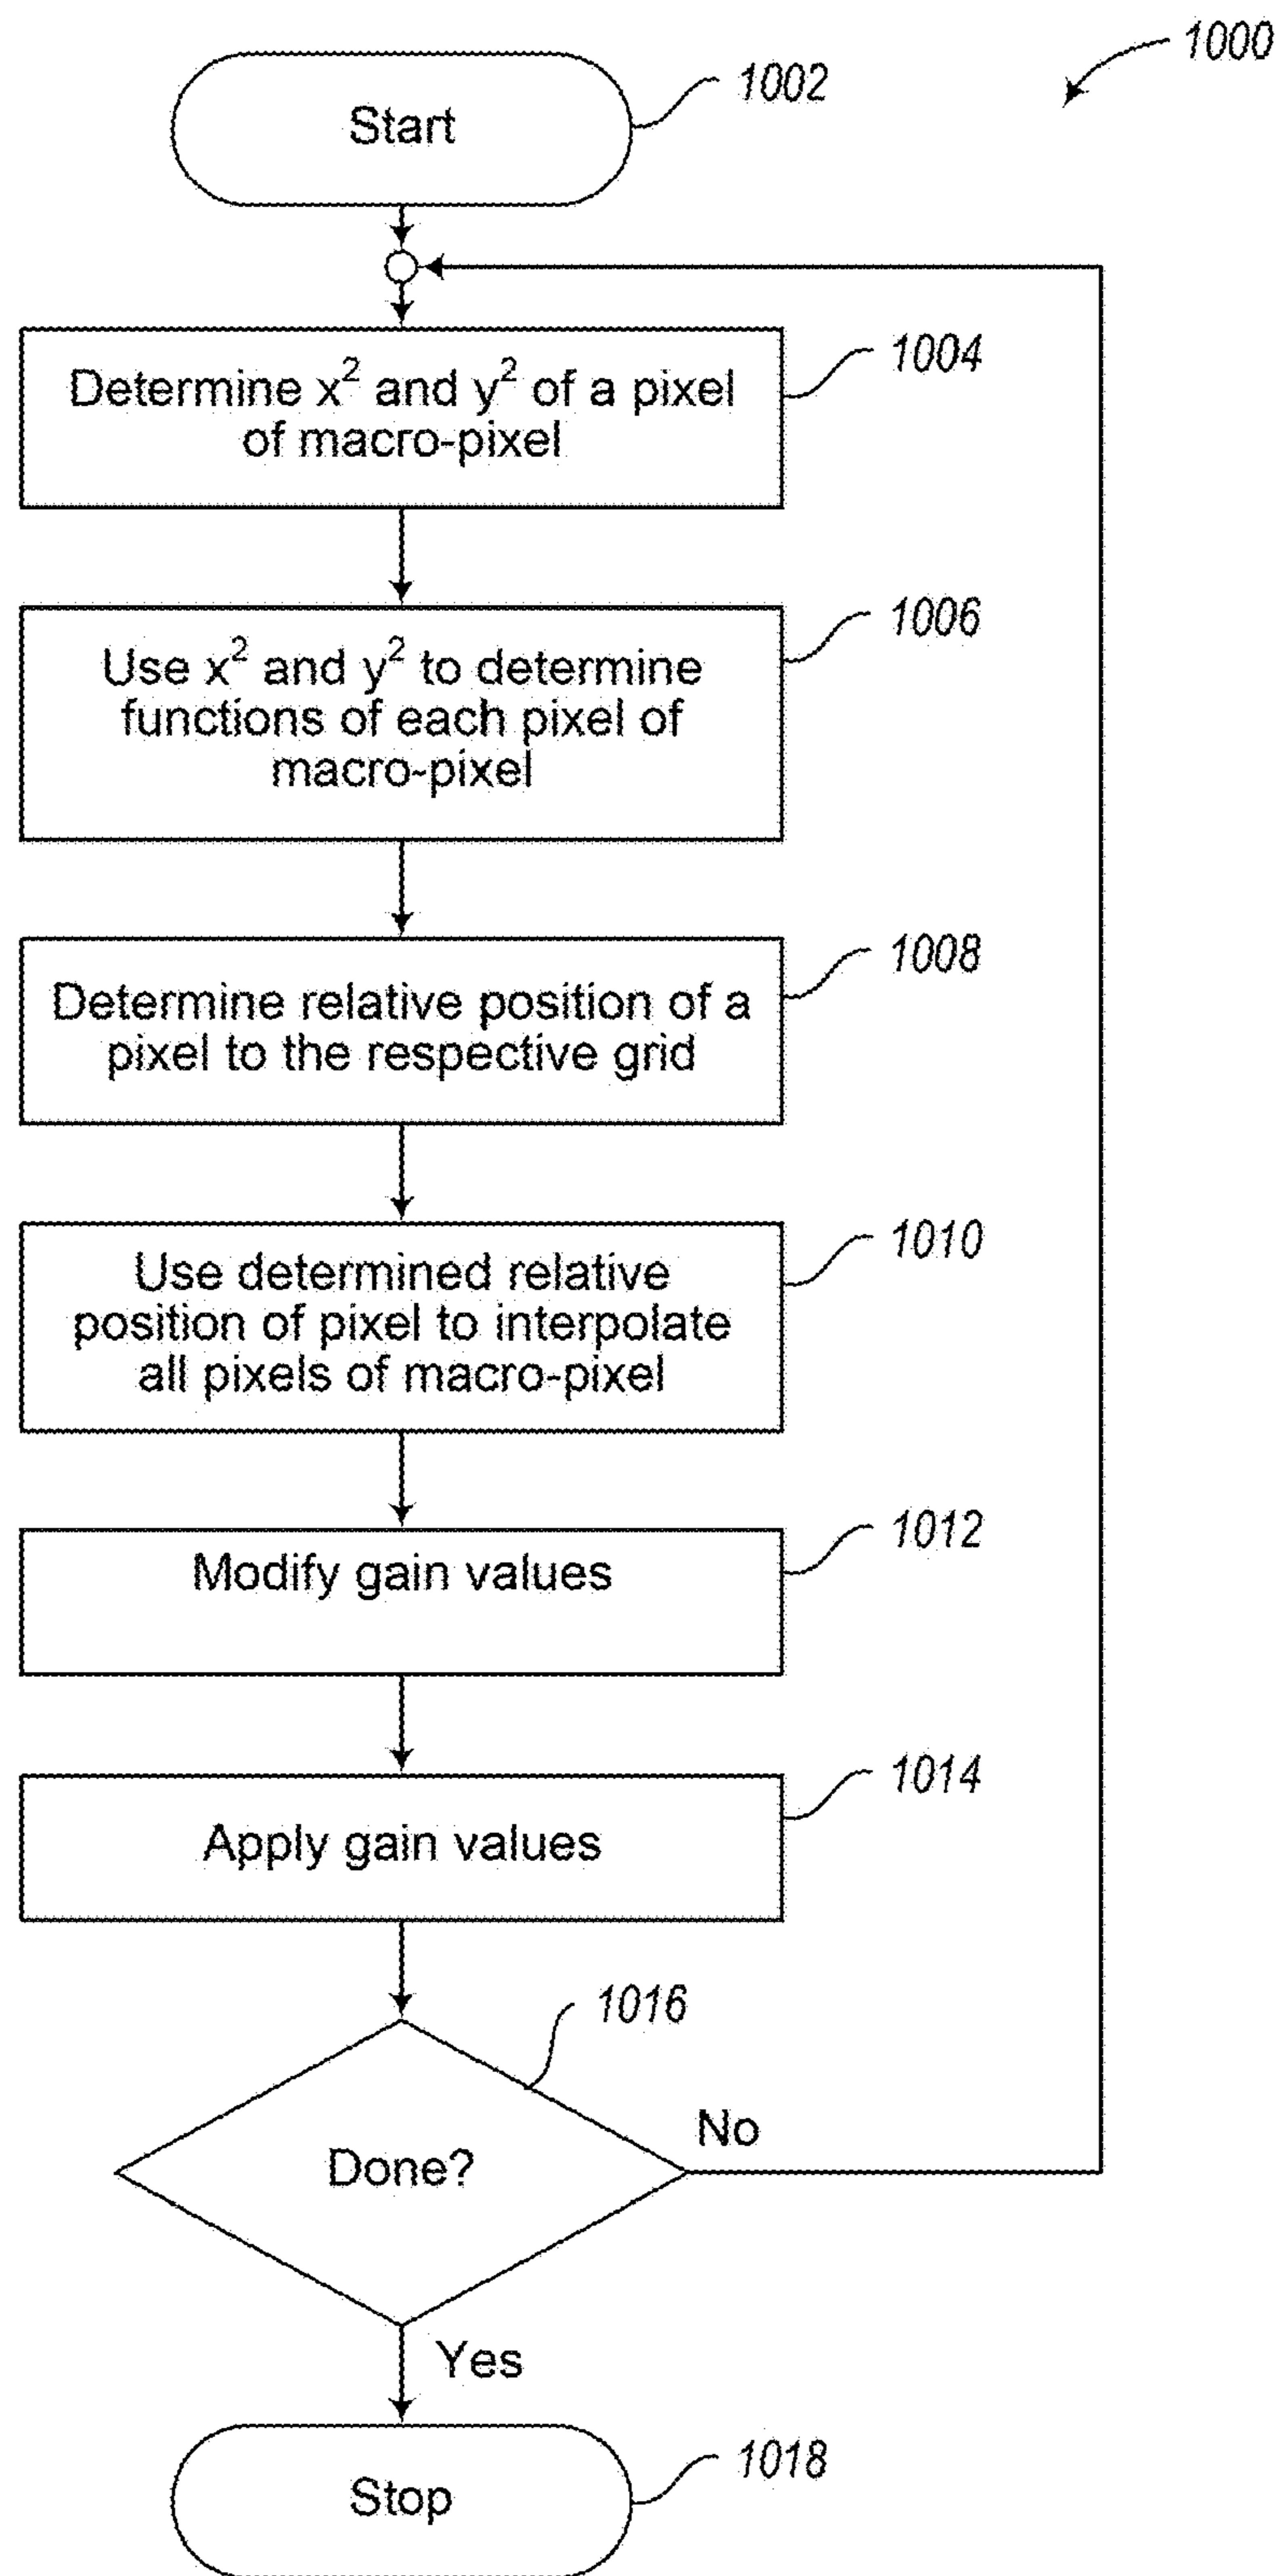 1000
Start
1002
Determine x² and y² of a pixel
of macro-pixel
1004
Use x² and y² to determine
functions of each pixel of
macro-pixel
1006
Determine relative position of a
pixel to the respective grid
1008
Use determined relative
position of pixel to interpolate
all pixels of macro-pixel
1010
Modify gain values
1012
Apply gain values
1014
1016
Done?
No
Yes
Stop
1018